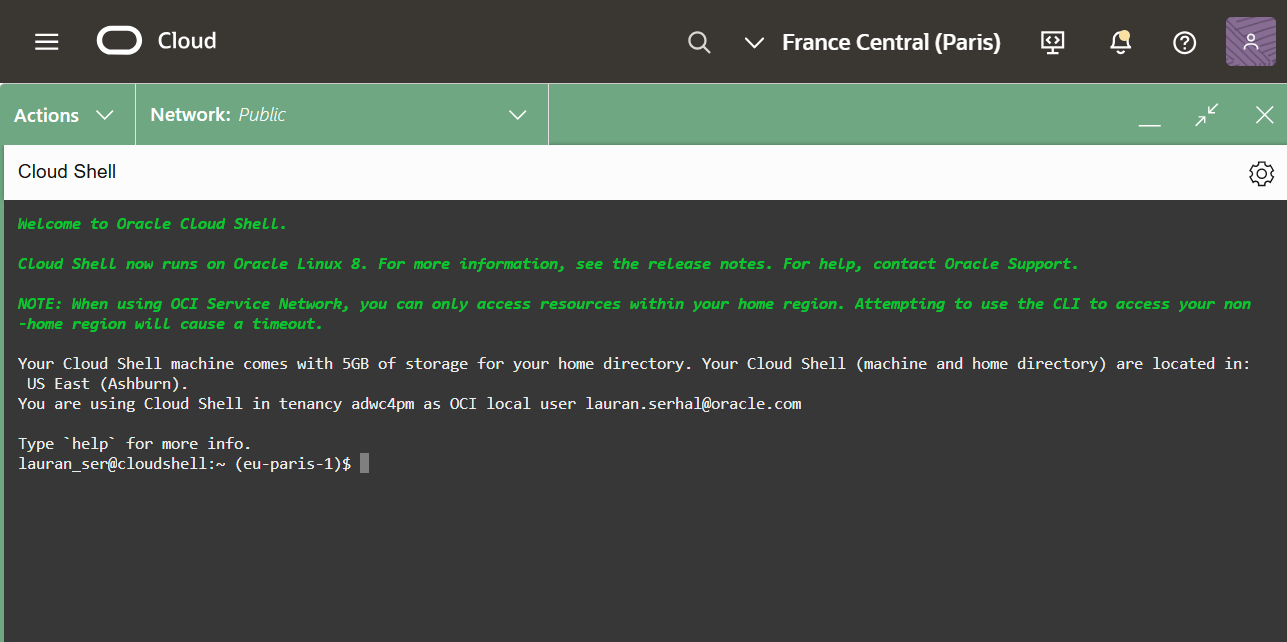 Cloud
France Central (Paris)
Actions
Network: Public
Cloud Shell
Welcome to Oracle Cloud Shell.
Cloud Shell now runs on Oracle Linux 8. For more information, see the release notes. For help, contact Oracle Support.
NOTE: When using OCI Service Network, you can only access resources within your home region. Attempting to use the CLI to access your non
-home region will cause a timeout.
Your Cloud Shell machine comes with 5GB of storage for your home directory. Your Cloud Shell (machine and home directory) are located in:
US East (Ashburn).
You are using Cloud Shell in tenancy adwc4pm as OCI local user lauran.serhal@oracle.com
Type `help` for more info.
lauran_ser@cloudshell:~ (eu-paris-1)$